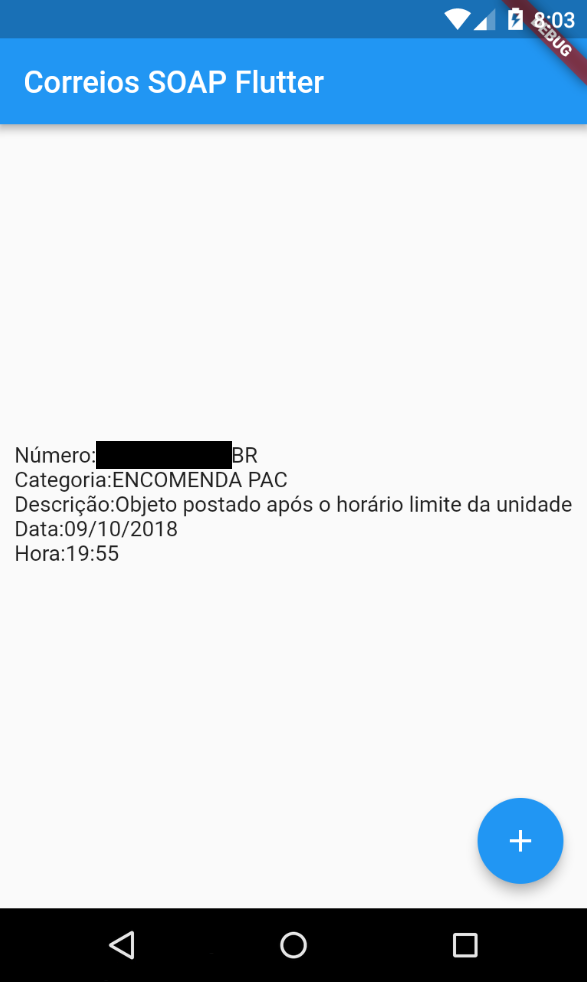 8:03
DEBUG
Correios SOAP Flutter
Número:BR
Categoria:ENCOMENDA PAC
Descrição:Objeto postado após o horário limite da unidade
Data:09/10/2018
Hora:19:55